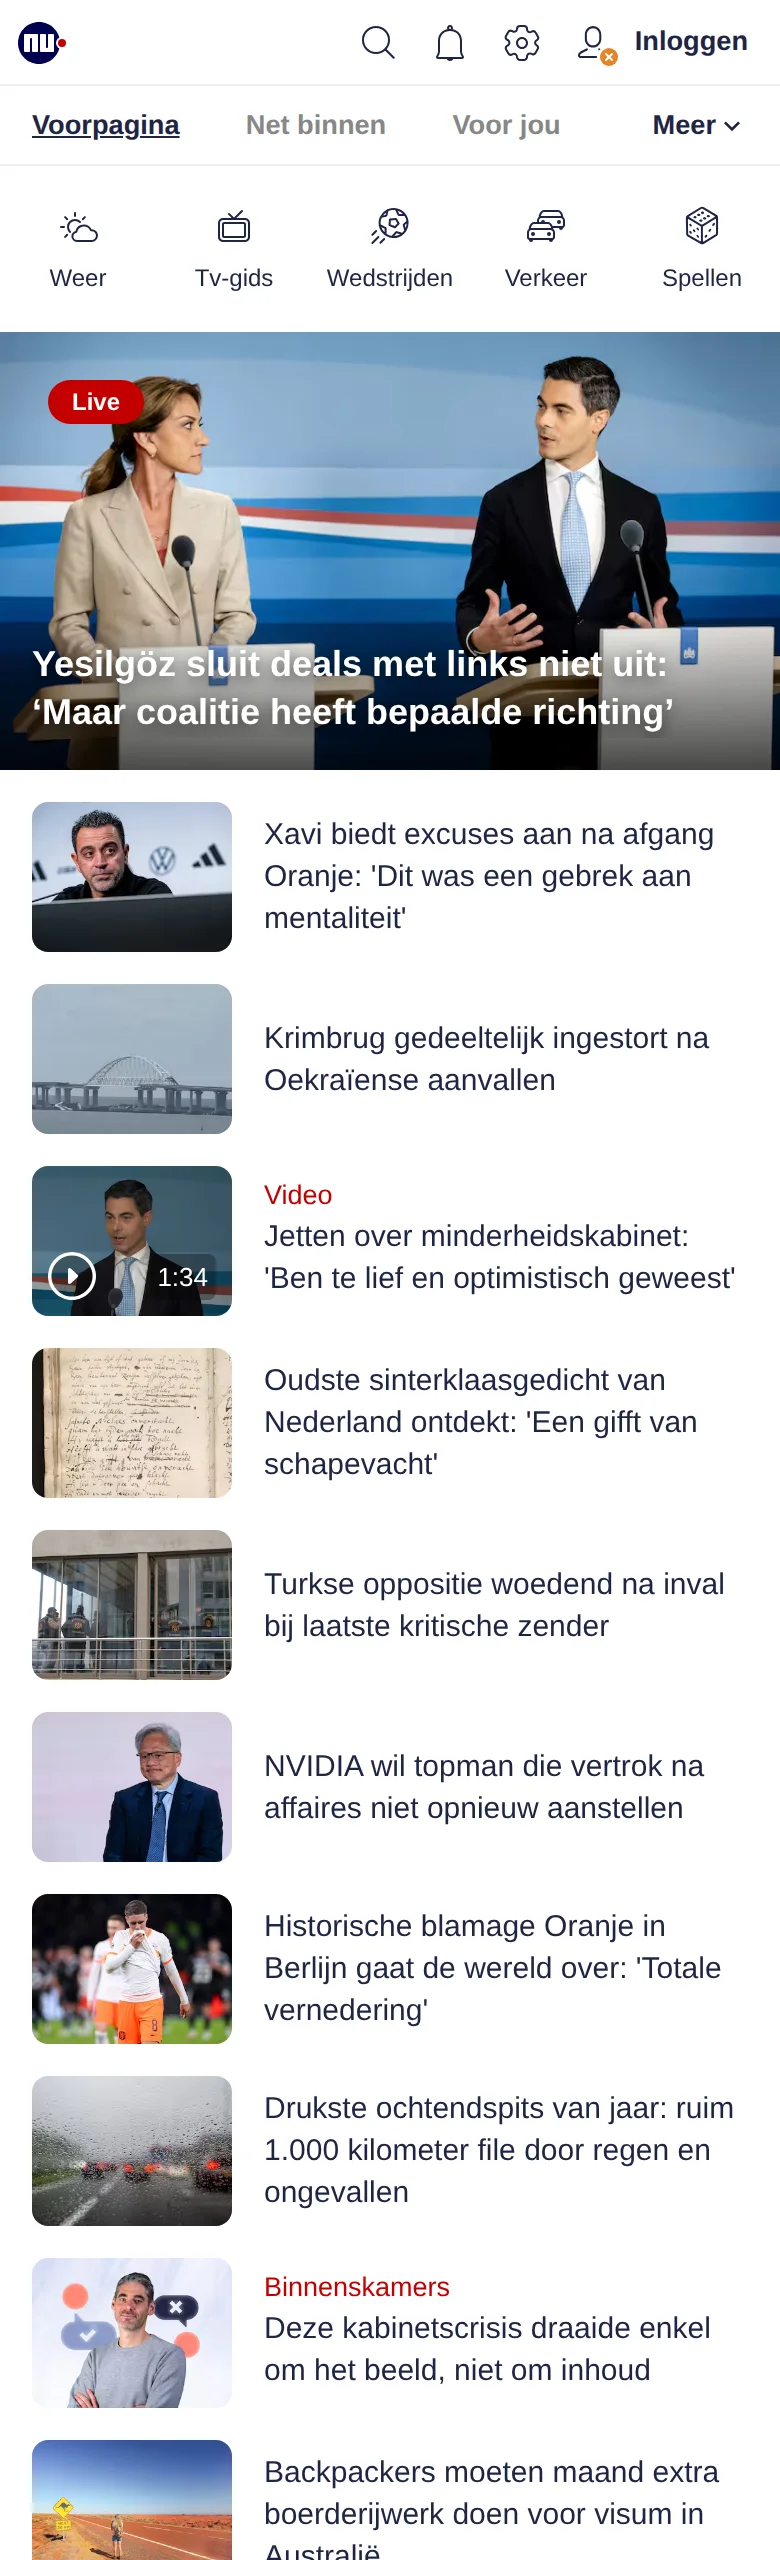 nu
Inloggen
Voorpagina
Net binnen
Voor jou
Meer
Weer
Tv-gids
Wedstrijden
Verkeer
Spellen
Live
Yesilgöz sluit deals met links niet uit:
‘Maar coalitie heeft bepaalde richting’
Xavi biedt excuses aan na afgang
Oranje: 'Dit was een gebrek aan
mentaliteit'
Krimbrug gedeeltelijk ingestort na
Oekraïense aanvallen
Video
Jetten over minderheidskabinet:
'Ben te lief en optimistisch geweest'
1:34
Oudste sinterklaasgedicht van
Nederland ontdekt: 'Een gifft van
schapevacht'
Turkse oppositie woedend na inval
bij laatste kritische zender
NVIDIA wil topman die vertrok na
affaires niet opnieuw aanstellen
Historische blamage Oranje in
Berlijn gaat de wereld over: 'Totale
vernedering'
8
Drukste ochtendspits van jaar: ruim
1.000 kilometer file door regen en
ongevallen
Binnenskamers
Deze kabinetscrisis draaide enkel
om het beeld, niet om inhoud
Backpackers moeten maand extra
boerderijwerk doen voor visum in
Australië